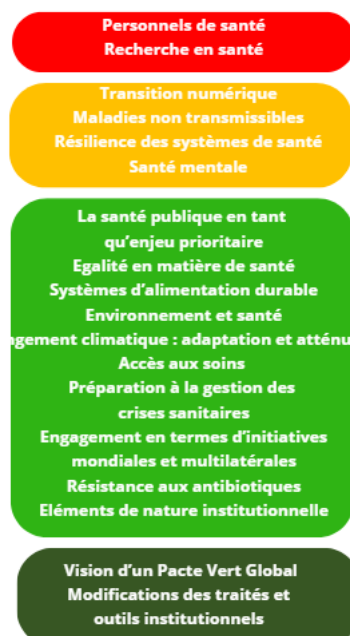 Personnels de santé
Recherche en santé
Transition numérique
Maladies non transmissibles
Résilience des systèmes de santé
Santé mentale
La santé publique en tant
qu'enjeu prioritaire
Egalité en matière de santé
Systèmes d'alimentation durable
Environnement et santé
climatique : adaptation et
Accès aux soins
Préparation à la gestion des
crises sanitaires
Engagement en termes d'initiatives
mondiales et multilatérales
Résistance aux antibiotiques
Eléments de nature institutionnelle
Vision d'un Pacte Vert Global
Modifications des traités et
outils institutionnels